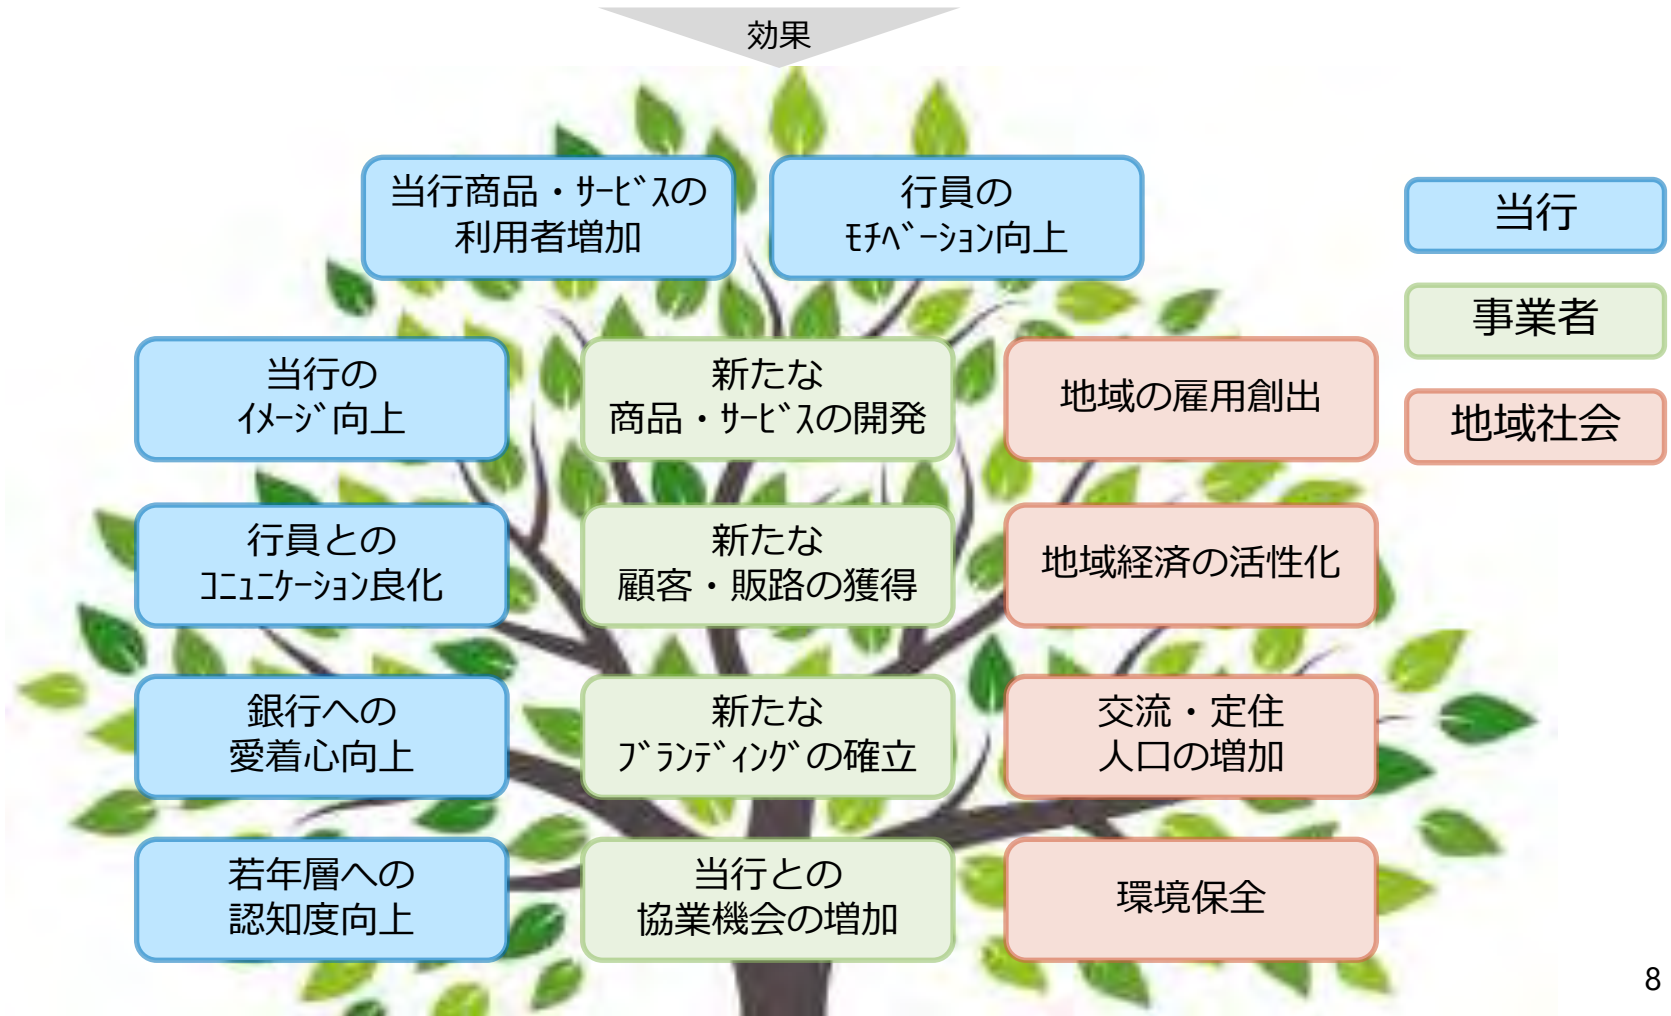 効果
当行商品・ｻｰﾋﾞｽの
利用者増加
行員の
ﾓﾁﾍﾞｰｼｮﾝ向上
当行
事業者
地域社会
当行の
ｲﾒｰｼﾞ向上
新たな
商品・ｻｰﾋﾞｽの開発
地域の雇用創出
行員との
ｺﾆｭﾆｹｰｼｮﾝ良化
新たな
顧客・販路の獲得
地域経済の活性化
銀行への
愛着心向上
新たな
ﾌﾞﾗﾝﾃﾞｨﾝｸﾞの確立
交流・定住
人口の増加
若年層への
認知度向上
当行との
協業機会の増加
環境保全
8